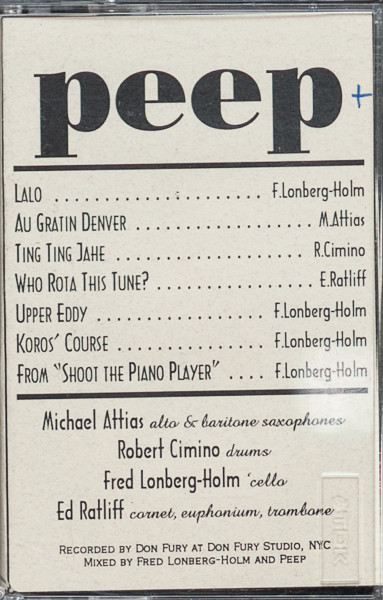 peep +
LALO ...................... F.Lonberg-Holm
AU GRATIN DENVER .................. M.Attias
TING TING JAHE .................... R.Cimino
WHO ROTA THIS TUNE? ................ E.Ratliff
UPPER EDDY ................. F.Lonberg-Holm
KOROS' COURSE .............. F.Lonberg-Holm
FROM "SHOOT THE PIANO PLAYER" .... F.Lonberg-Holm
Michael Attias alto & baritone saxophones
Robert Cimino drums
Fred Lonberg-Holm 'cello
Ed Ratliff cornet, euphonium, trombone
RECORDED BY DON FURY AT DON FURY STUDIO, NYC
MIXED BY FRED LONBERG-HOLM AND PEEP